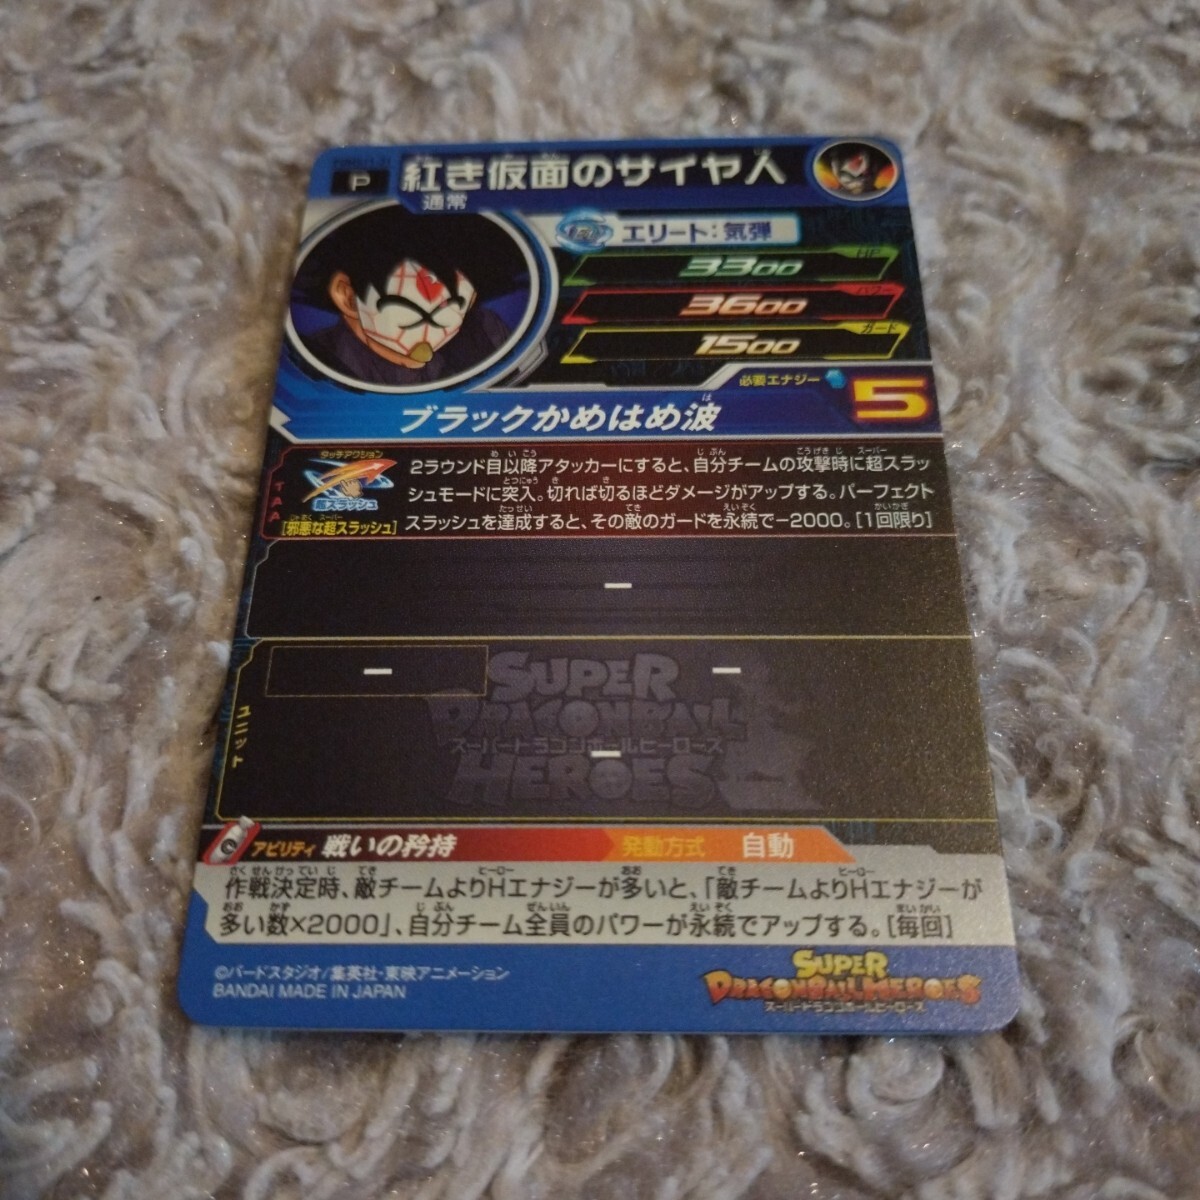 P
紅き仮面のサイヤ人
通常
エリート:気弾
HP
3300
パワー
3600
ガード
1500
必要エナジー
5
ブラックかめはめ波
TAA
タッチアクション
超スラッシュ
[邪悪な超スラッシュ]
2ラウンド目以降アタッカーにすると、自分チームの攻撃時に超スラッ
シュモードに突入。切れば切るほどダメージがアップする。パーフェクト
スラッシュを達成すると、その敵のガードを永続で-2000。[1回限り]
ー
ユニット
ー
ー
ー
SUPER
DRAGONBALL
スーパードラゴンボールヒーローズ
HEROES
アビリティ 戦いの矜持 発動方式 自動
作戦決定時、敵チームよりHエナジーが多いと、「敵チームよりHエナジーが
多い数×2000」、自分チーム全員のパワーが永続でアップする。[毎回]
©バードスタジオ/集英社・東映アニメーション
BANDAI MADE IN JAPAN
SUPER
DRAGONBALL HEROES
スーパードラゴンボールヒーローズ